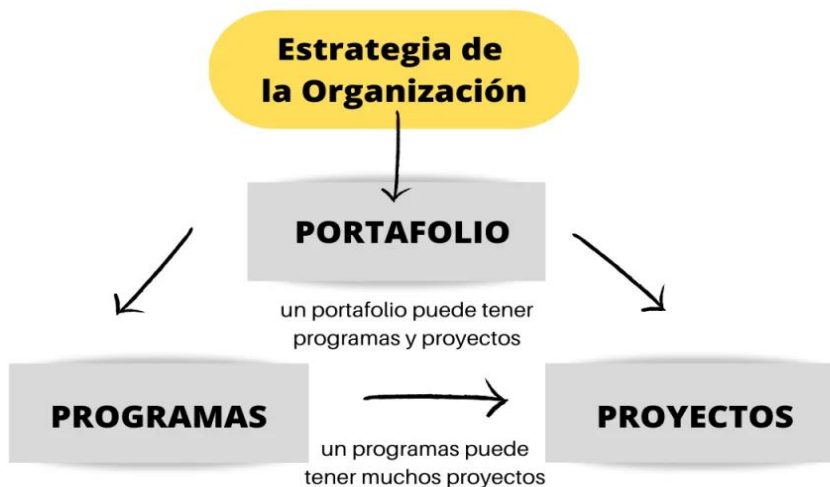 Estrategia de
la Organización
PORTAFOLIO
un portafolio puede tener
programas y proyectos
PROGRAMAS
PROYECTOS
un programas puede
tener muchos proyectos